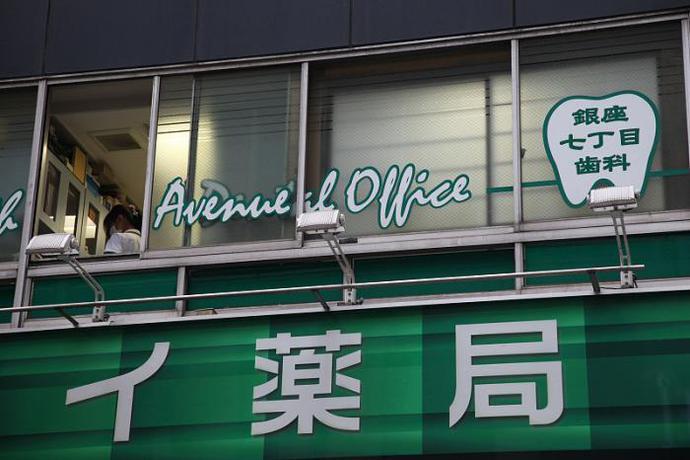 h
Avenue
al Office
銀座
七丁目
歯科
イ薬局